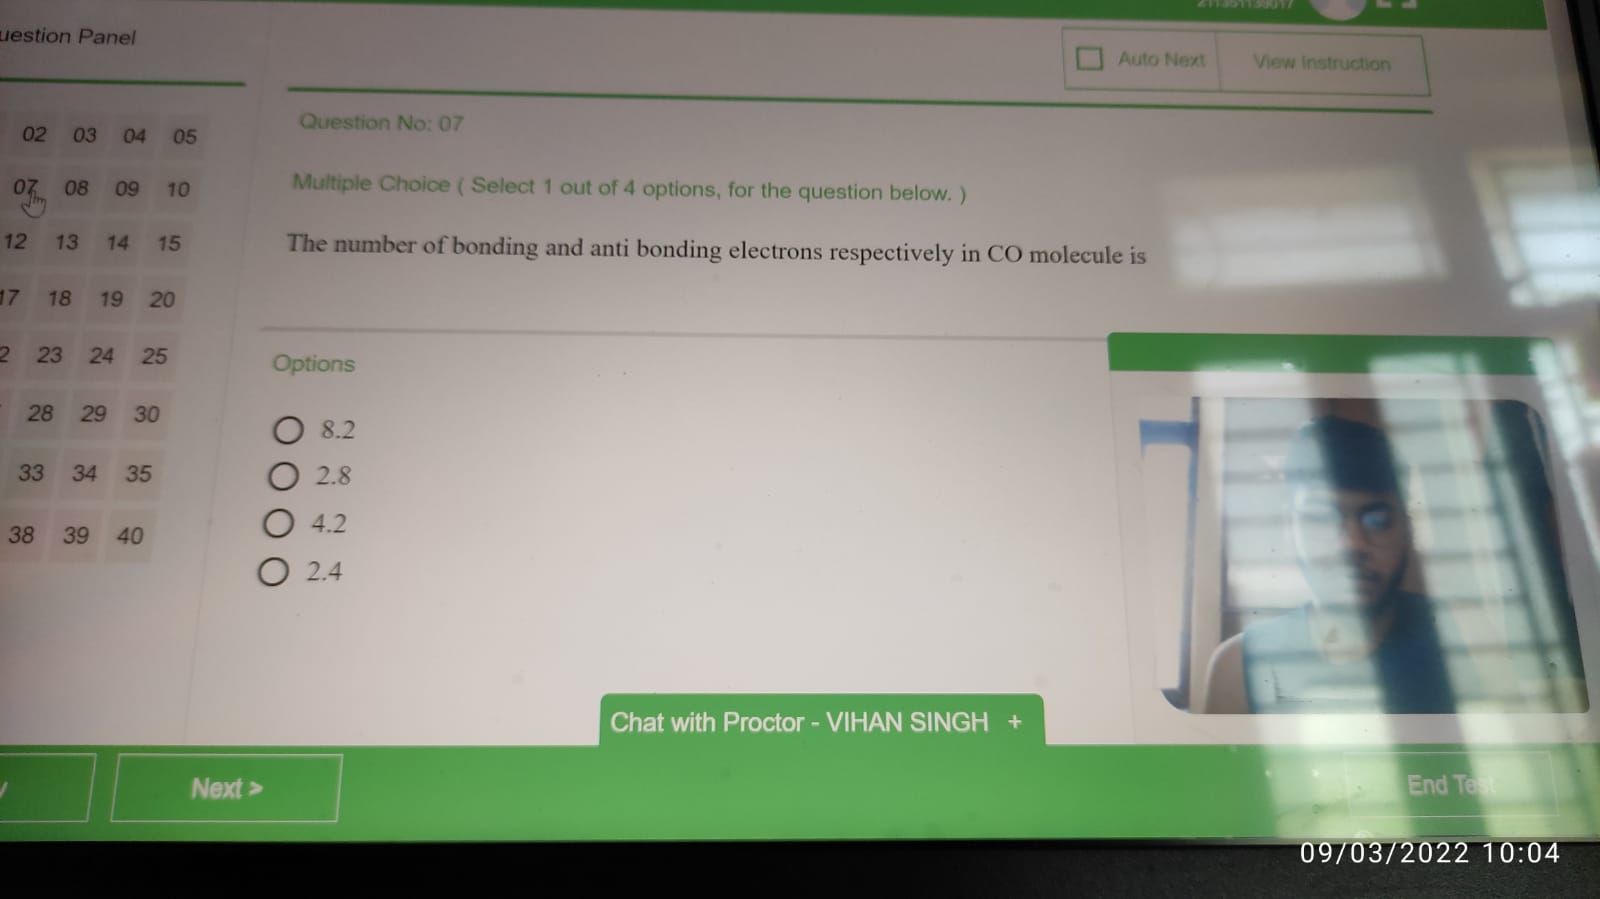 uestion Panel
Auto Next
View Instruction
02 03 04 05
07 08 09 10
12 13 14 15
17 18 19 20
2 23 24 25
28 29 30
33 34 35
38 39 40
Question No: 07
Multiple Choice ( Select 1 out of 4 options, for the question below. )
The number of bonding and anti bonding electrons respectively in CO molecule is
Options
8.2
2.8
4.2
2.4
Chat with Proctor - VIHAN SINGH +
Next >
End Test
09/03/2022 10:04